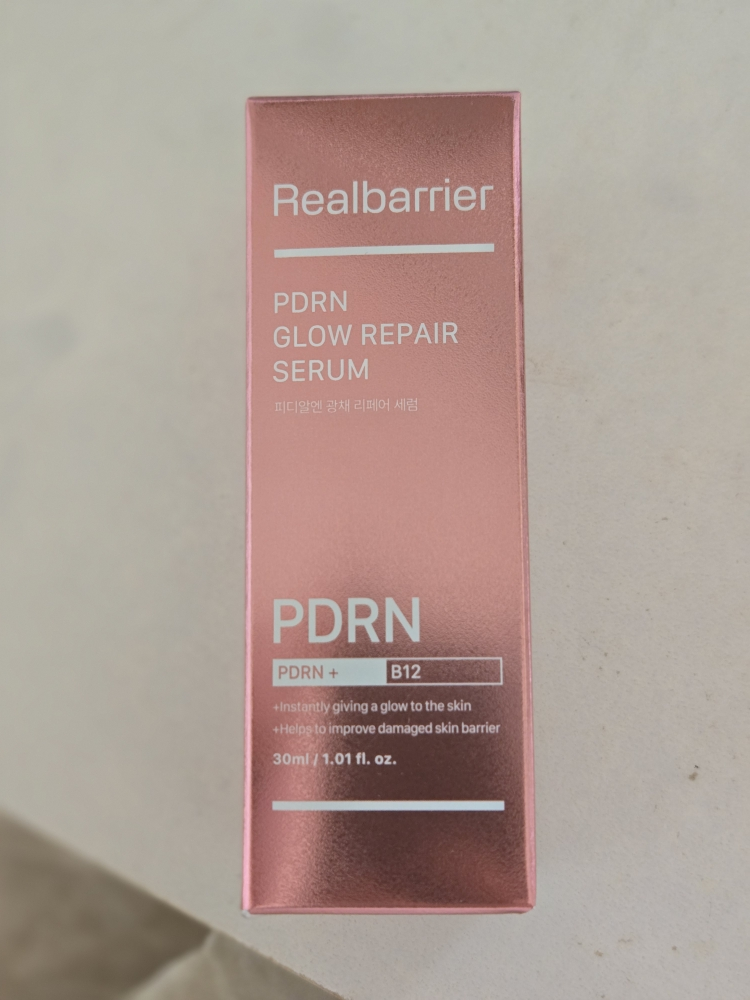 Realbarrier
PDRN
GLOW REPAIR
SERUM
피디알엔 광채 리페어 세럼
PDRN
PDRN + B12
+Instantly giving a glow to the skin
+Helps to improve damaged skin barrier
30ml / 1.01 fl. oz.